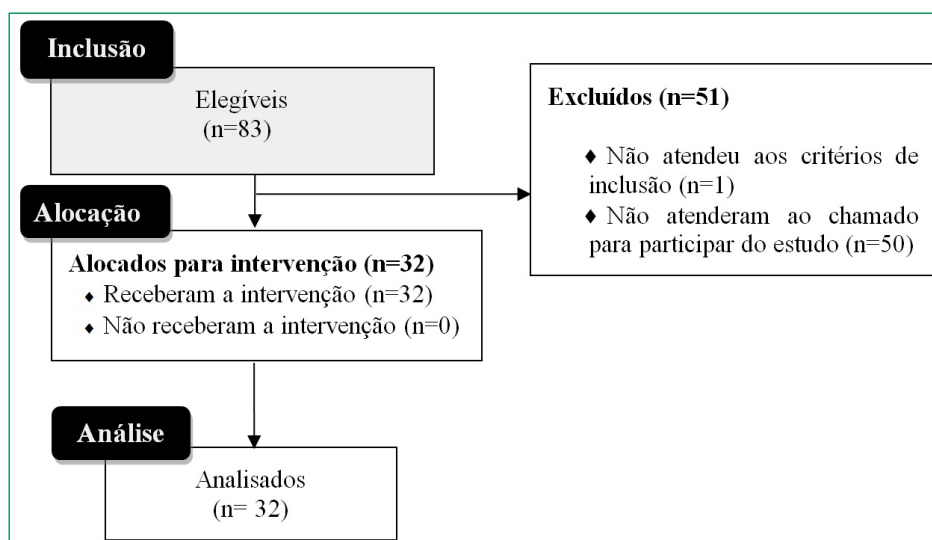 Inclusão
Elegíveis
(n=83)
Excluídos (n=51)
♦ Não atendeu aos critérios de
inclusão (n=1)
♦ Não atenderam ao chamado
para participar do estudo (n=50)
Alocação
Alocados para intervenção (n=32)
♦ Receberam a intervenção (n=32)
♦ Não receberam a intervenção (n=0)
Análise
Analisados
(n= 32)